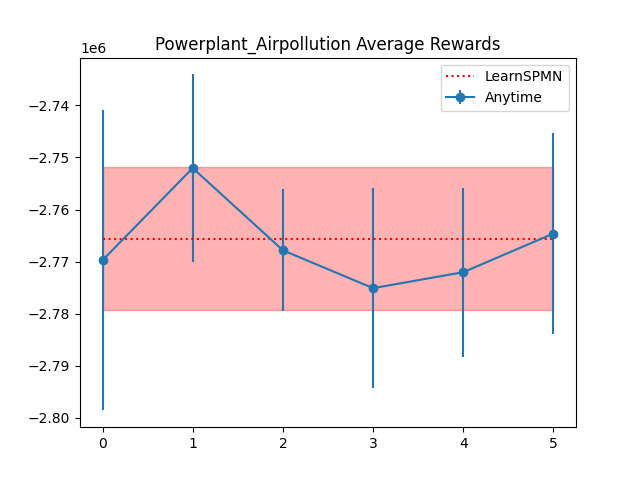 Powerplant_Airpollution Average Rewards
1e6
LearnSPMN
Anytime
−2.74
−2.75
−2.76
−2.77
−2.78
−2.79
−2.80
0 1 2 3 4 5